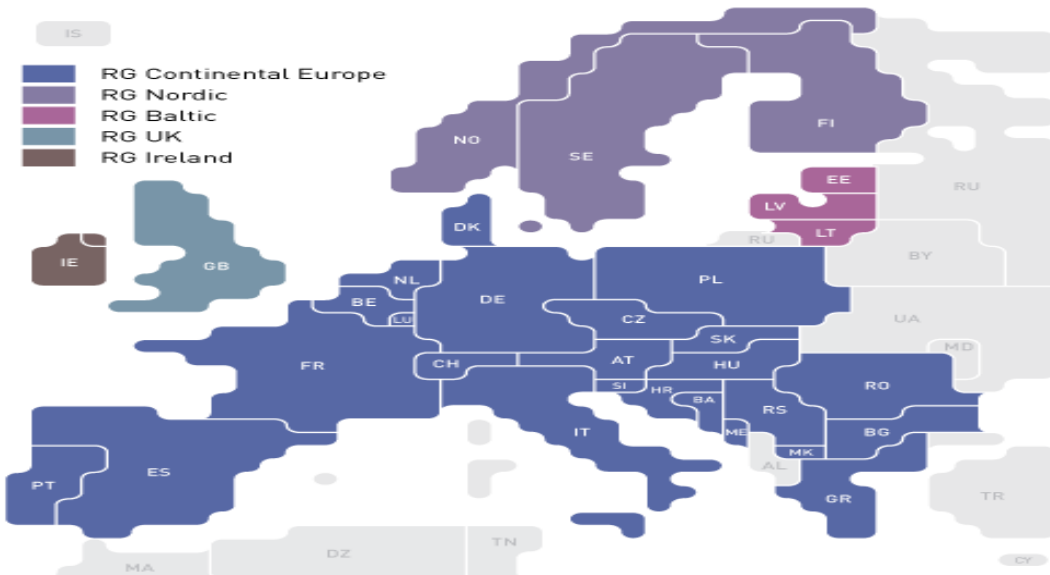 IS
RG Continental Europe
RG Nordic
RG Baltic
RG UK
RG Ireland
NO
SE
FI
EE
RU
LV
DK
LT
RU
IE
GB
BY
NL
PL
DE
BE
LU
CZ
UA
SK
MD
FR
CH
AT
HU
SI
HR
RO
BA
RS
IT
ME
BG
MK
AL
ES
PT
GR
TR
TN
DZ
CY
MA